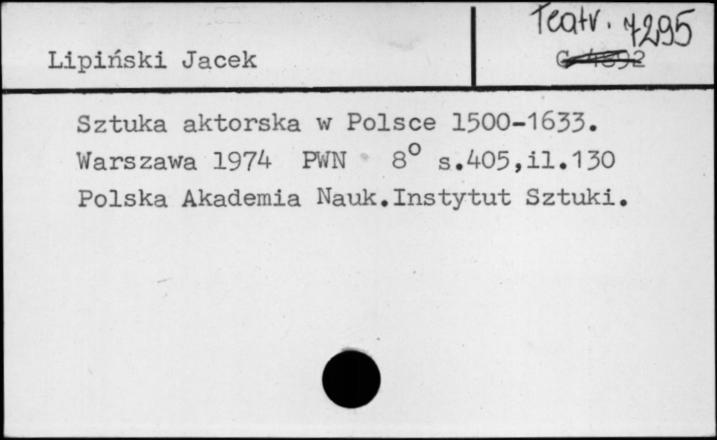 Teatr. 7295
Lipiński Jacek
Sztuka aktorska w Polsce 1500-1633.
Warszawa 1974 PWN 8° s.405,il.130
Polska Akademia Nauk.Instytut Sztuki.